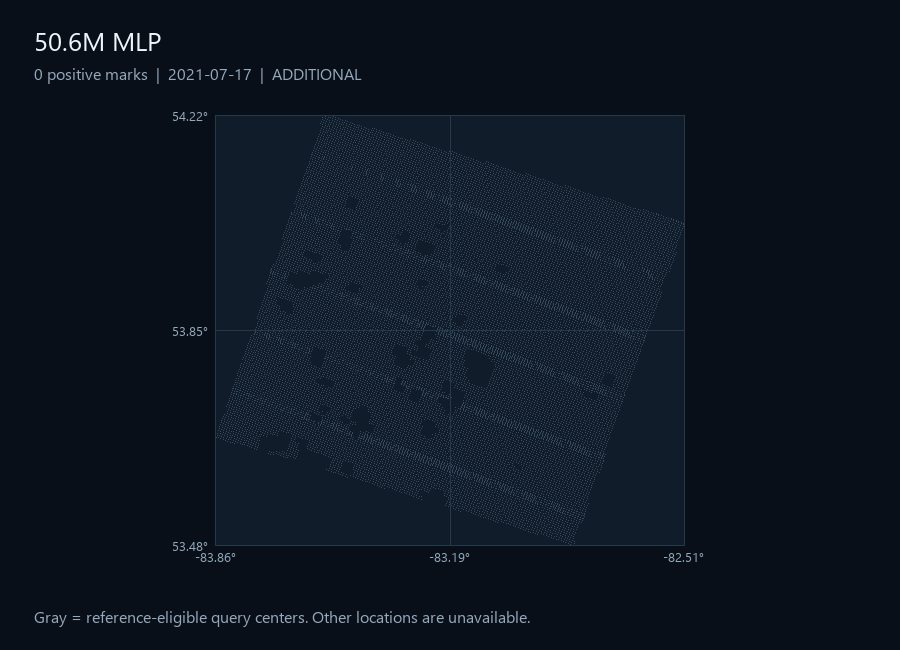 50.6M MLP
0 positive marks | 2021-07-17 | ADDITIONAL
54.22°
53.85°
53.48°
-83.86° -83.19° -82.51°
Gray = reference-eligible query centers. Other locations are unavailable.